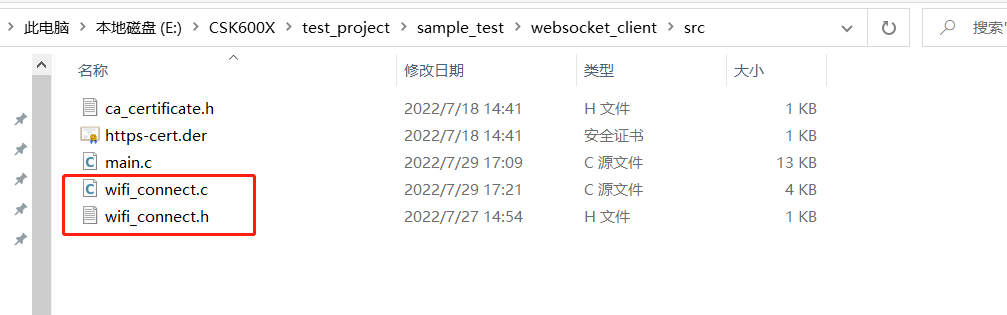 此电脑 > 本地磁盘 (E:) > CSK600X > test_project > sample_test > websocket_client > src 搜索"
名称 修改日期 类型 大小
ca_certificate.h 2022/7/18 14:41 H 文件 1 KB
https-cert.der 2022/7/18 14:41 安全证书 1 KB
main.c 2022/7/29 17:09 C 源文件 13 KB
wifi_connect.c 2022/7/29 17:21 C 源文件 4 KB
wifi_connect.h 2022/7/27 14:54 H 文件 1 KB